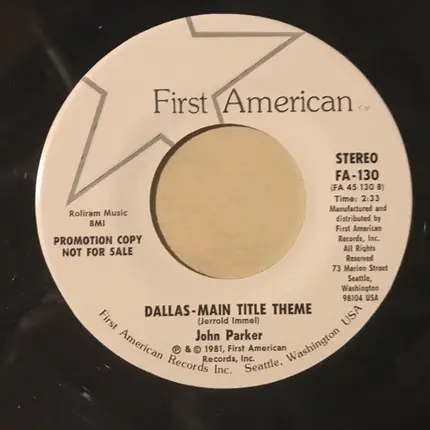 First American TM
Roliram Music
BMI
PROMOTION COPY
NOT FOR SALE
STEREO
FA-130
(FA 45 130 B)
Time: 2:33
Manufactured and
distributed by
First American
Records, Inc.
All Rights
Reserved
73 Marion Street
Seattle,
Washington
98104 USA
DALLAS-MAIN TITLE THEME
(Jerrold Immel)
John Parker
℗ & © 1981, First American
Records, Inc.
First American Records Inc. Seattle, Washington USA